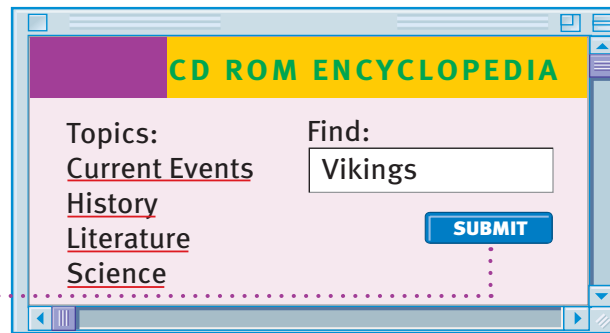 CD ROM ENCYCLOPEDIA
Topics:
Current Events
History
Literature
Science
Find:
Vikings
SUBMIT